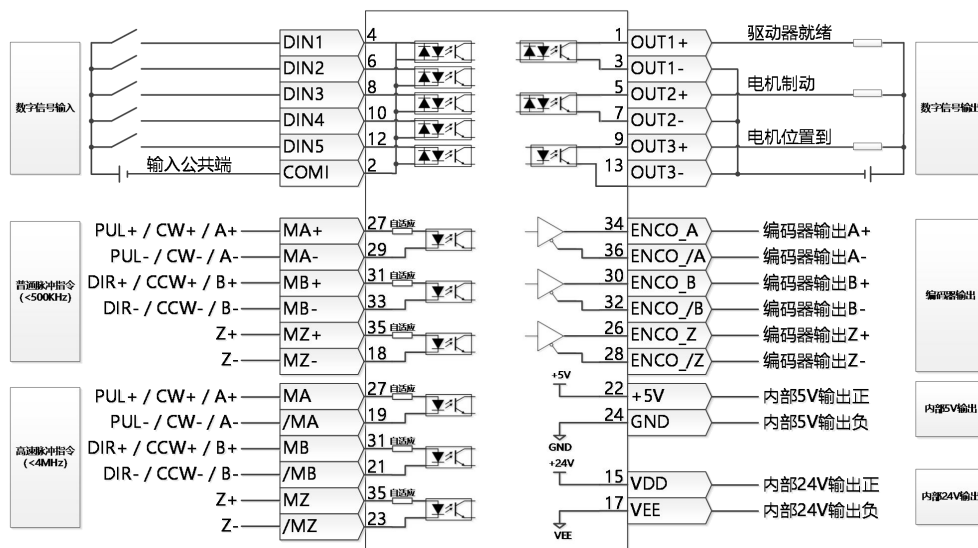 数字信号输入
DIN1 4
DIN2 6
DIN3 8
DIN4 10
DIN5 12
输入公共端 COMI 2
1 OUT1+ 驱动器就绪
3 OUT1-
5 OUT2+ 电机制动
7 OUT2-
9 OUT3+ 电机位置到
13 OUT3-
数字信号输出
普通脉冲指令
(<500KHz)
PUL+ / CW+ / A+ MA+ 27 自适应
PUL- / CW- / A- MA- 29
DIR+ / CCW+ / B+ MB+ 31 自适应
DIR- / CCW- / B- MB- 33
Z+ MZ+ 35 自适应
Z- MZ- 18
34 ENCO_A 编码器输出A+
36 ENCO_/A 编码器输出A-
30 ENCO_B 编码器输出B+
32 ENCO_/B 编码器输出B-
26 ENCO_Z 编码器输出Z+
28 ENCO_/Z 编码器输出Z-
编码器输出
高速脉冲指令
(<4MHz)
PUL+ / CW+ / A+ MA 27 自适应
PUL- / CW- / A- /MA 19
DIR+ / CCW+ / B+ MB 31 自适应
DIR- / CCW- / B- /MB 21
Z+ MZ 35 自适应
Z- /MZ 23
+5V 22 +5V 内部5V输出正
GND 24 GND 内部5V输出负
内部5V输出
+24V 15 VDD 内部24V输出正
VEE 17 VEE 内部24V输出负
内部24V输出